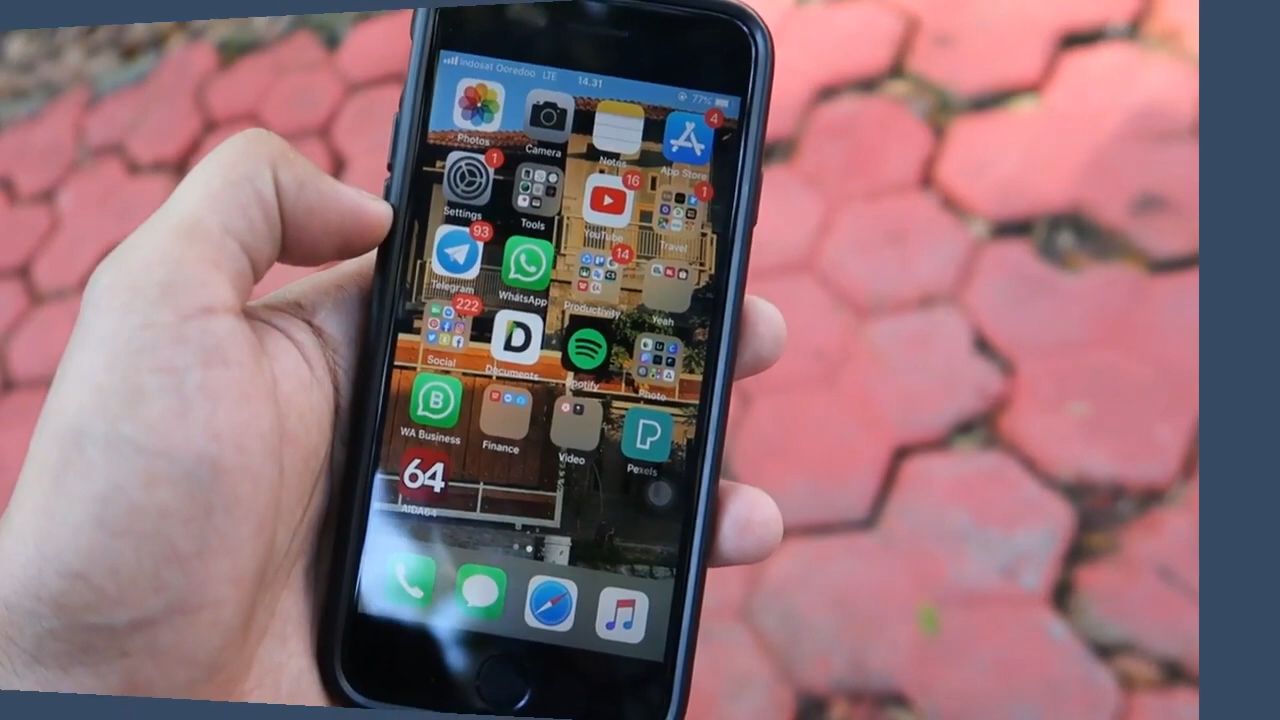 Indosat Ooredoo LTE 14.31 77%
4
Photos Camera Notes App Store
1 16 1
Settings Tools YouTube Travel
93 14
Telegram WhatsApp Productivity Yeah
222
D
Social Documents Spotify Photo
B P
WA Business Finance Video Pexels
64
AIDA64